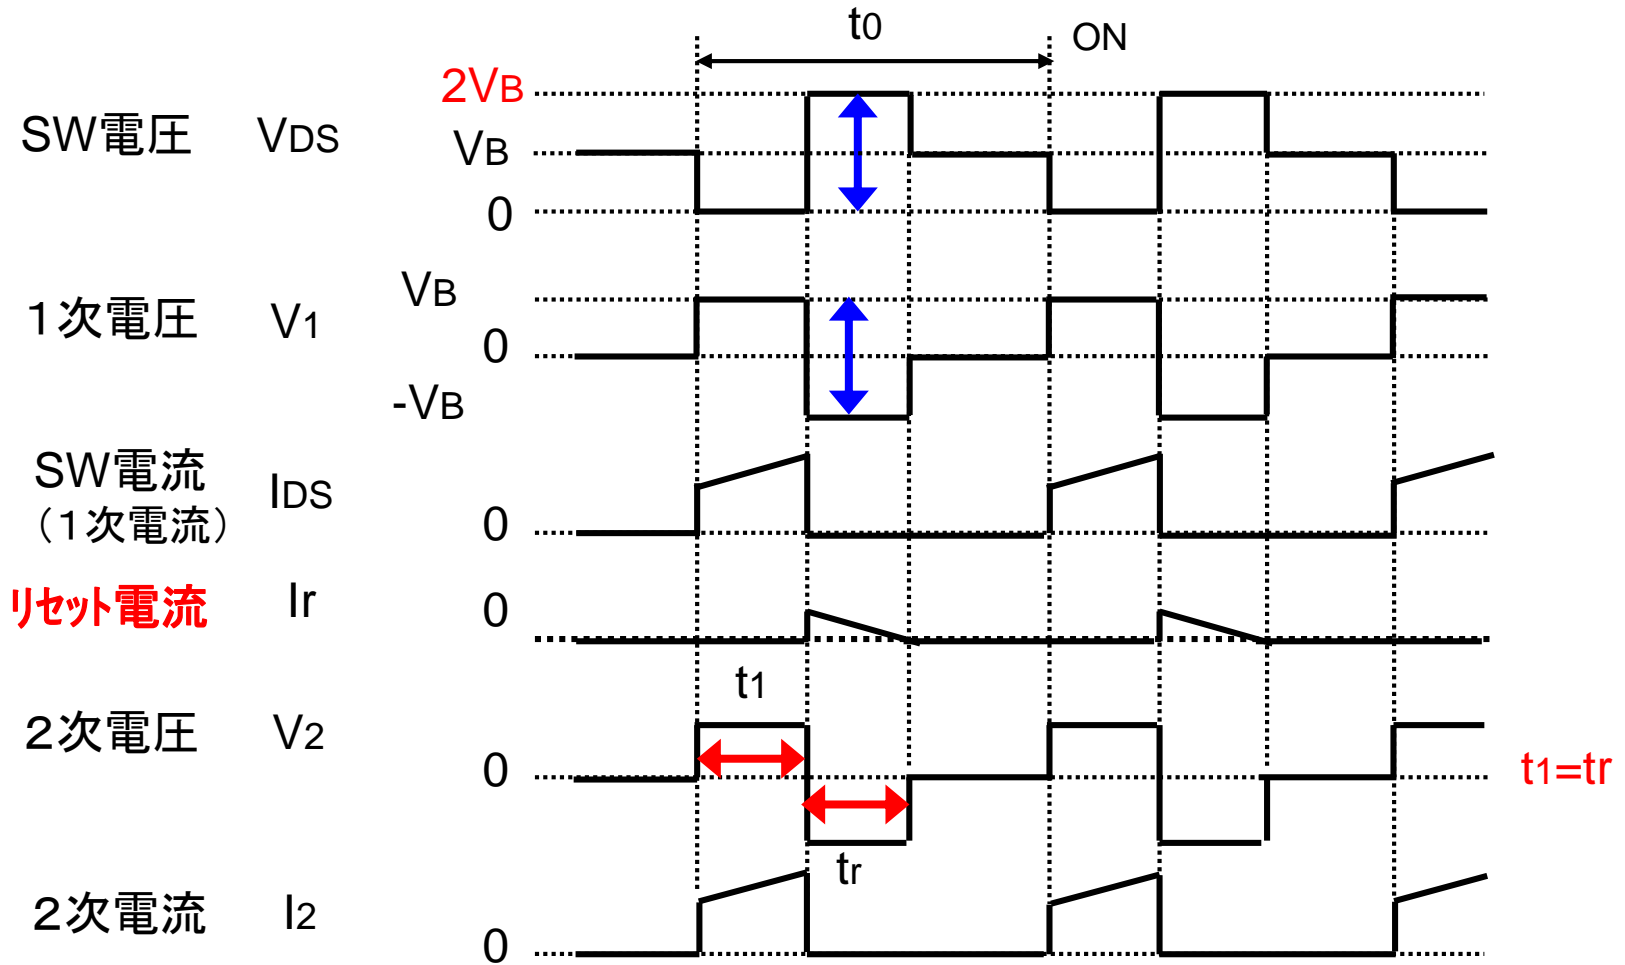 t0
ON
2VB
SW電圧 VDS
VB
0
VB
1次電圧 V1
0
-VB
SW電流
(1次電流)
IDS
0
リセット電流 Ir
0
t1
2次電圧 V2
0
t1=tr
tr
2次電流 I2
0